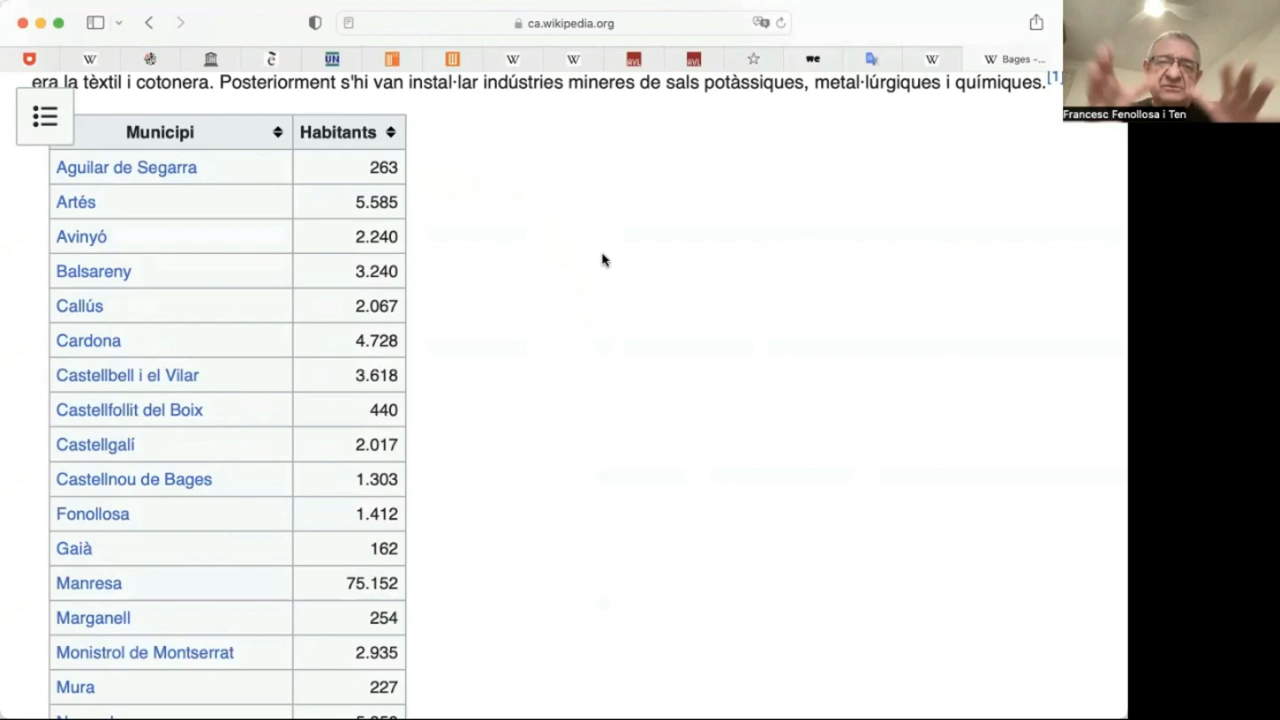 ca.wikipedia.org
Bages -...
era la tèxtil i cotonera. Posteriorment s'hi van instal·lar indústries mineres de sals potàssiques, metal·lúrgiques i químiques.[1]
Francesc Fenollosa i Ten
Municipi Habitants
Aguilar de Segarra 263
Artés 5.585
Avinyó 2.240
Balsareny 3.240
Callús 2.067
Cardona 4.728
Castellbell i el Vilar 3.618
Castellfollit del Boix 440
Castellgalí 2.017
Castellnou de Bages 1.303
Fonollosa 1.412
Gaià 162
Manresa 75.152
Marganell 254
Monistrol de Montserrat 2.935
Mura 227